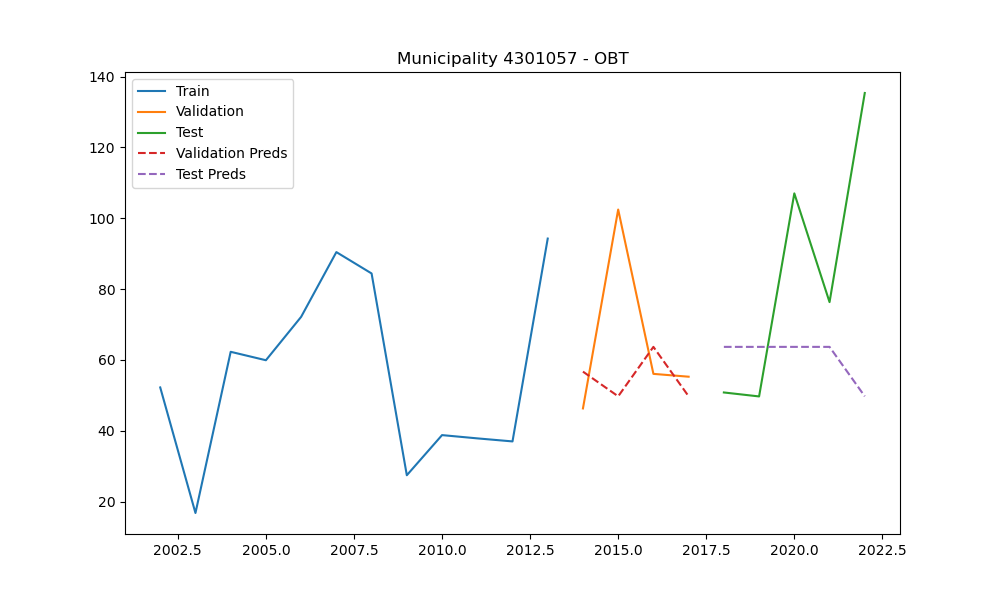 Municipality 4301057 - OBT
140
120
100
80
60
40
20
Train
Validation
Test
Validation Preds
Test Preds
2002.5 2005.0 2007.5 2010.0 2012.5 2015.0 2017.5 2020.0 2022.5